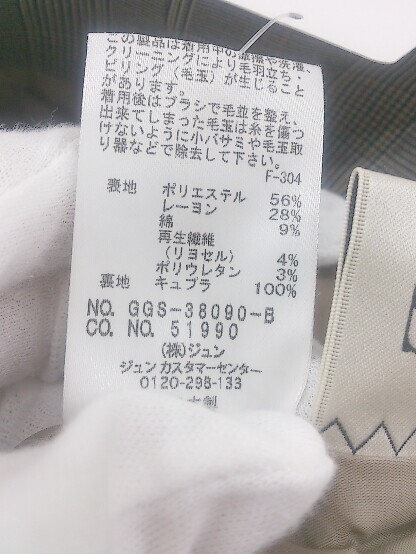 この製品は着用中の摩擦や洗濯、
クリーニングにより毛羽立ち・
ピリング（毛玉）が生じること
があります。
着用後はブラシで毛並を整え、
出来てしまった毛玉は糸を傷つ
けないように小バサミや毛玉取
り器などで除去して下さい。
F-304
表地 ポリエステル 56%
レーヨン 28%
綿 9%
再生繊維
(リヨセル) 4%
ポリウレタン 3%
裏地 キュプラ 100%
NO. GGS-38090-B
CO. NO. 51990
(株)ジュン
ジュン カスタマーセンター
0120-298-133